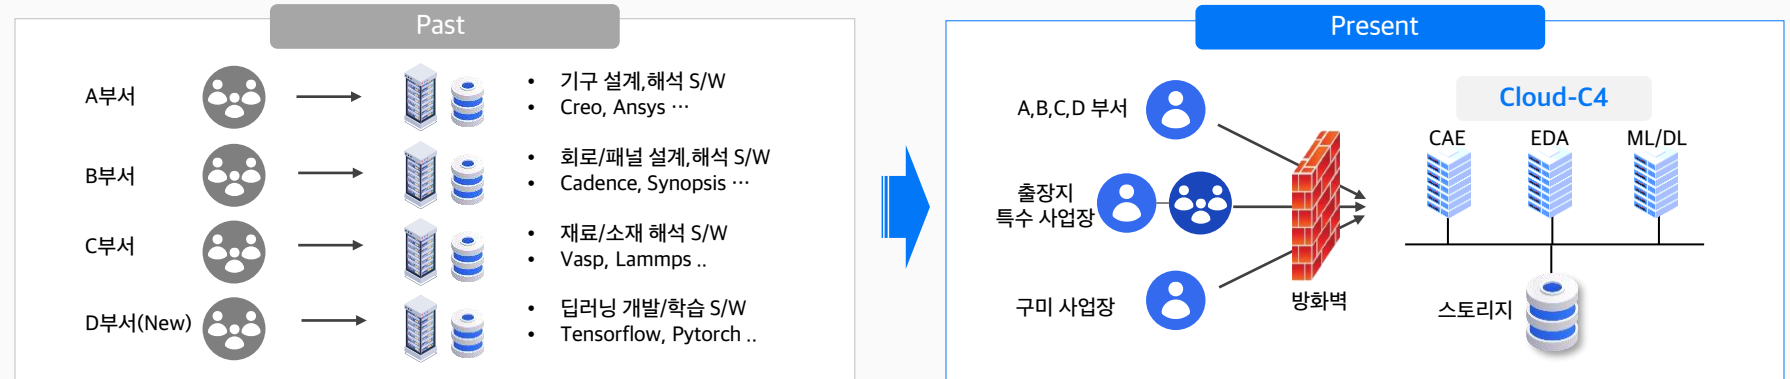 Past
A부서
• 기구 설계,해석 S/W
• Creo, Ansys ⋯
B부서
• 회로/패널 설계,해석 S/W
• Cadence, Synopsis ⋯
C부서
• 재료/소재 해석 S/W
• Vasp, Lammps ..
D부서(New)
• 딥러닝 개발/학습 S/W
• Tensorflow, Pytorch ..
Present
A,B,C,D 부서
출장지
특수 사업장
구미 사업장
방화벽
Cloud-C4
CAE EDA ML/DL
스토리지